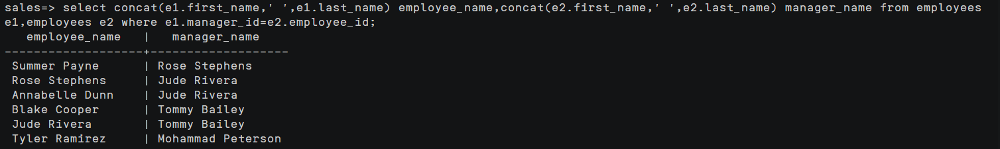 sales=> select concat(e1.first_name,' ',e1.last_name) employee_name,concat(e2.first_name,' ',e2.last_name) manager_name from employees
e1,employees e2 where e1.manager_id=e2.employee_id;
   employee_name   |   manager_name
-------------------+-------------------
 Summer Payne      | Rose Stephens
 Rose Stephens     | Jude Rivera
 Annabelle Dunn    | Jude Rivera
 Blake Cooper      | Tommy Bailey
 Jude Rivera       | Tommy Bailey
 Tyler Ramirez     | Mohammad Peterson